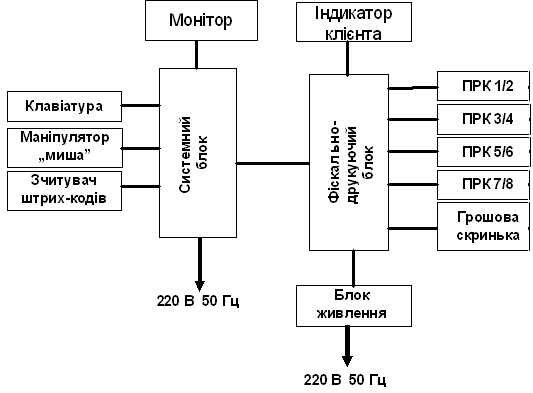 Монітор
Індикатор
клієнта
Клавіатура
Маніпулятор
„миша”
Зчитувач
штрих-кодів
Системний
блок
Фіскально-
друкуючий
блок
ПРК 1/2
ПРК 3/4
ПРК 5/6
ПРК 7/8
Грошова
скринька
220 В 50 Гц
Блок
живлення
220 В 50 Гц